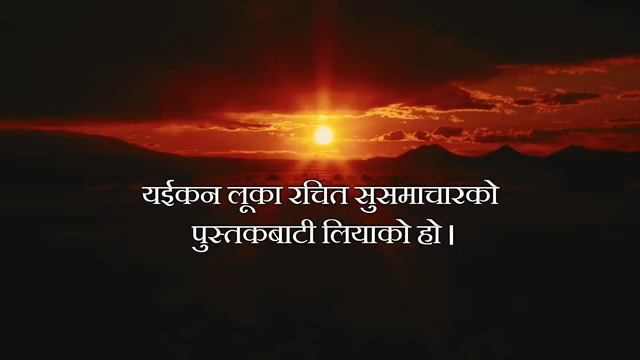 यईकन लूका रचित सुसमाचारको
पुस्तकबाटी लियाको हो।